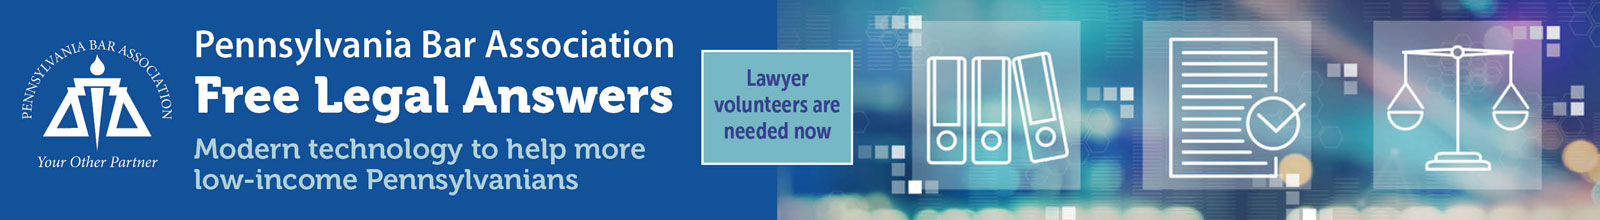 PENNSYLVANIA BAR ASSOCIATION
Your Other Partner
Pennsylvania Bar Association
Free Legal Answers
Modern technology to help more
low-income Pennsylvanians
Lawyer
volunteers are
needed now